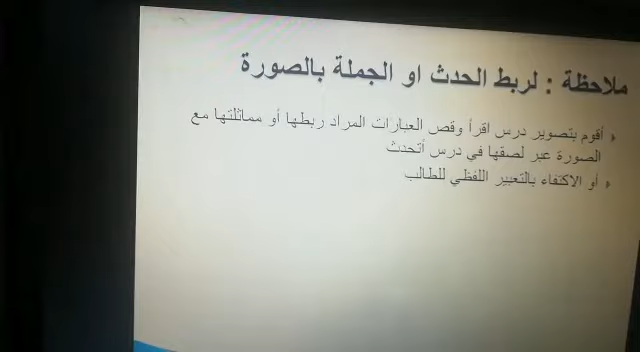 ملاحظة : لربط الحدث او الجملة بالصورة
أقوم بتصوير درس اقرأ وقص العبارات المراد ربطها أو مماثلتها مع
الصورة عبر لصقها في درس أتحدث
أو الاكتفاء بالتعبير اللفظي للطالب